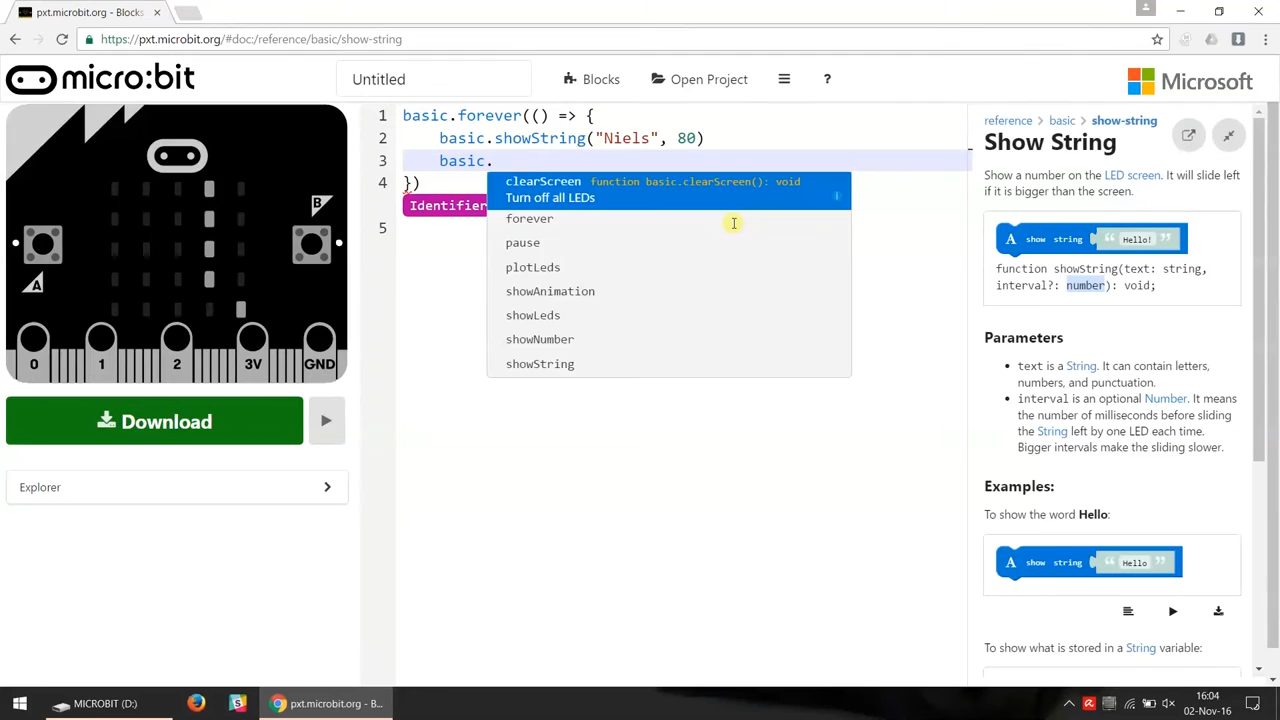 pxt.microbit.org - Blocks
https://pxt.microbit.org/#doc:/reference/basic/show-string
micro:bit
Untitled
Blocks
Open Project
?
Microsoft
B
A
0 1 2 3V GND
Download
Explorer
1 basic.forever(() => {
2 basic.showString("Niels", 80)
3 basic.
4 })
Identifier
5
clearScreen function basic.clearScreen(): void
Turn off all LEDs
i
forever
pause
plotLeds
showAnimation
showLeds
showNumber
showString
reference > basic > show-string
Show String
Show a number on the LED screen. It will slide
left if it is bigger than the screen.
A show string “ Hello! ”
function showString(text: string,
interval?: number): void;
Parameters
• text is a String. It can contain letters,
numbers, and punctuation.
• interval is an optional Number. It means
the number of milliseconds before sliding
the String left by one LED each time.
Bigger intervals make the sliding slower.
Examples:
To show the word Hello:
A show string “ Hello ”
To show what is stored in a String variable:
MICROBIT (D:)
pxt.microbit.org - B...
16:04
02-Nov-16